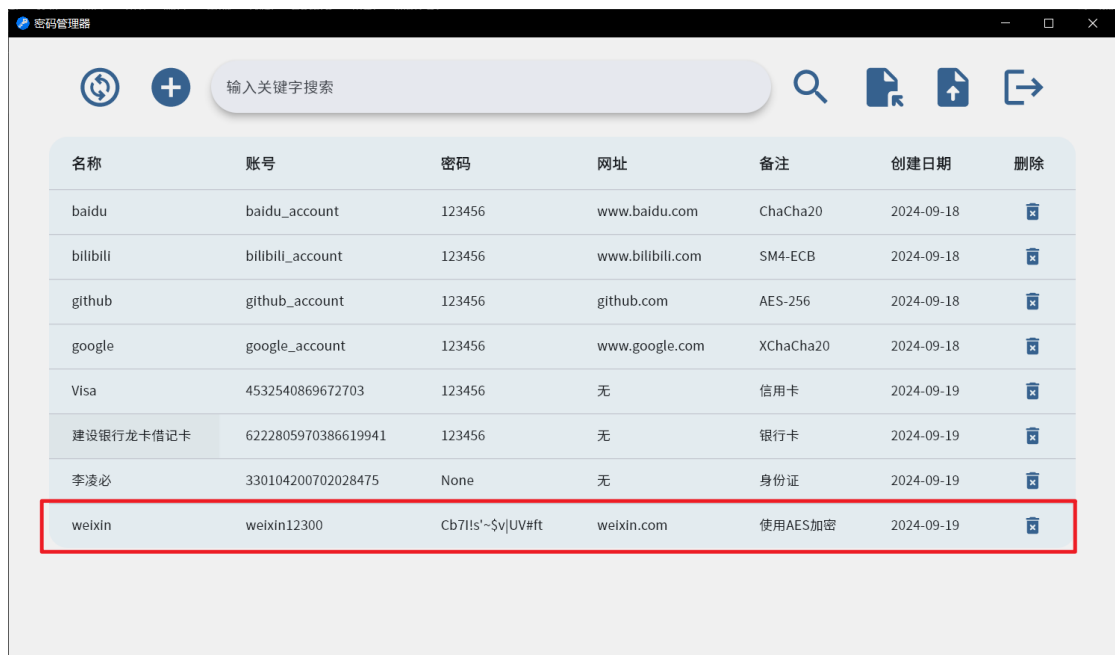 密码管理器
输入关键字搜索
名称 账号 密码 网址 备注 创建日期 删除
baidu baidu_account 123456 www.baidu.com ChaCha20 2024-09-18
bilibili bilibili_account 123456 www.bilibili.com SM4-ECB 2024-09-18
github github_account 123456 github.com AES-256 2024-09-18
google google_account 123456 www.google.com XChaCha20 2024-09-18
Visa 4532540869672703 123456 无 信用卡 2024-09-19
建设银行龙卡借记卡 6222805970386619941 123456 无 银行卡 2024-09-19
李凌必 330104200702028475 None 无 身份证 2024-09-19
weixin weixin12300 Cb7I!s'~$v|UV#ft weixin.com 使用AES加密 2024-09-19